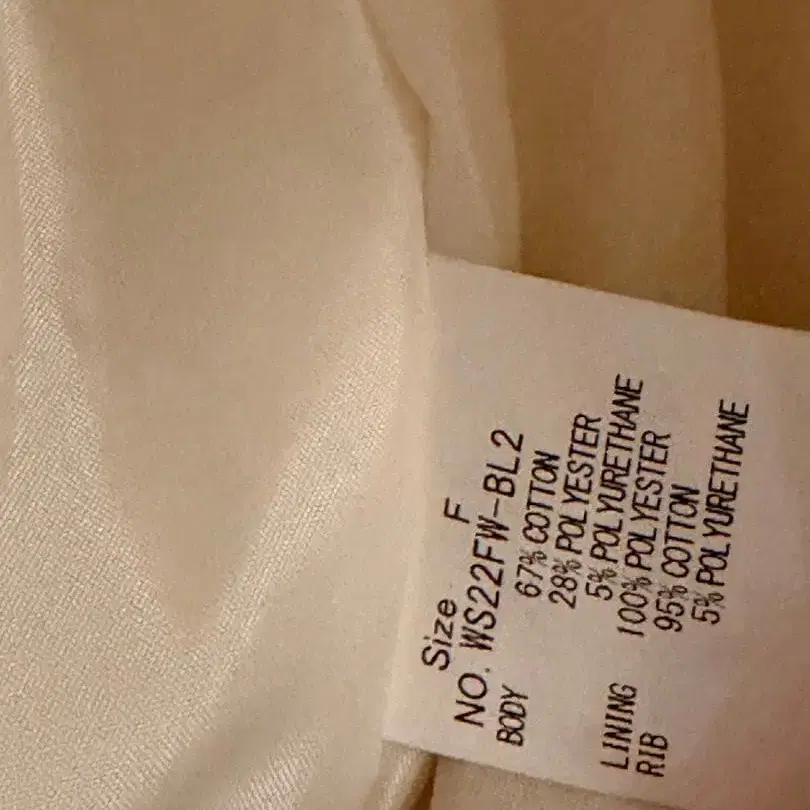 Size F
NO. WS22FW-BL2
BODY 67% COTTON
28% POLYESTER
5% POLYURETHANE
LINING 100% POLYESTER
RIB 95% COTTON
5% POLYURETHANE